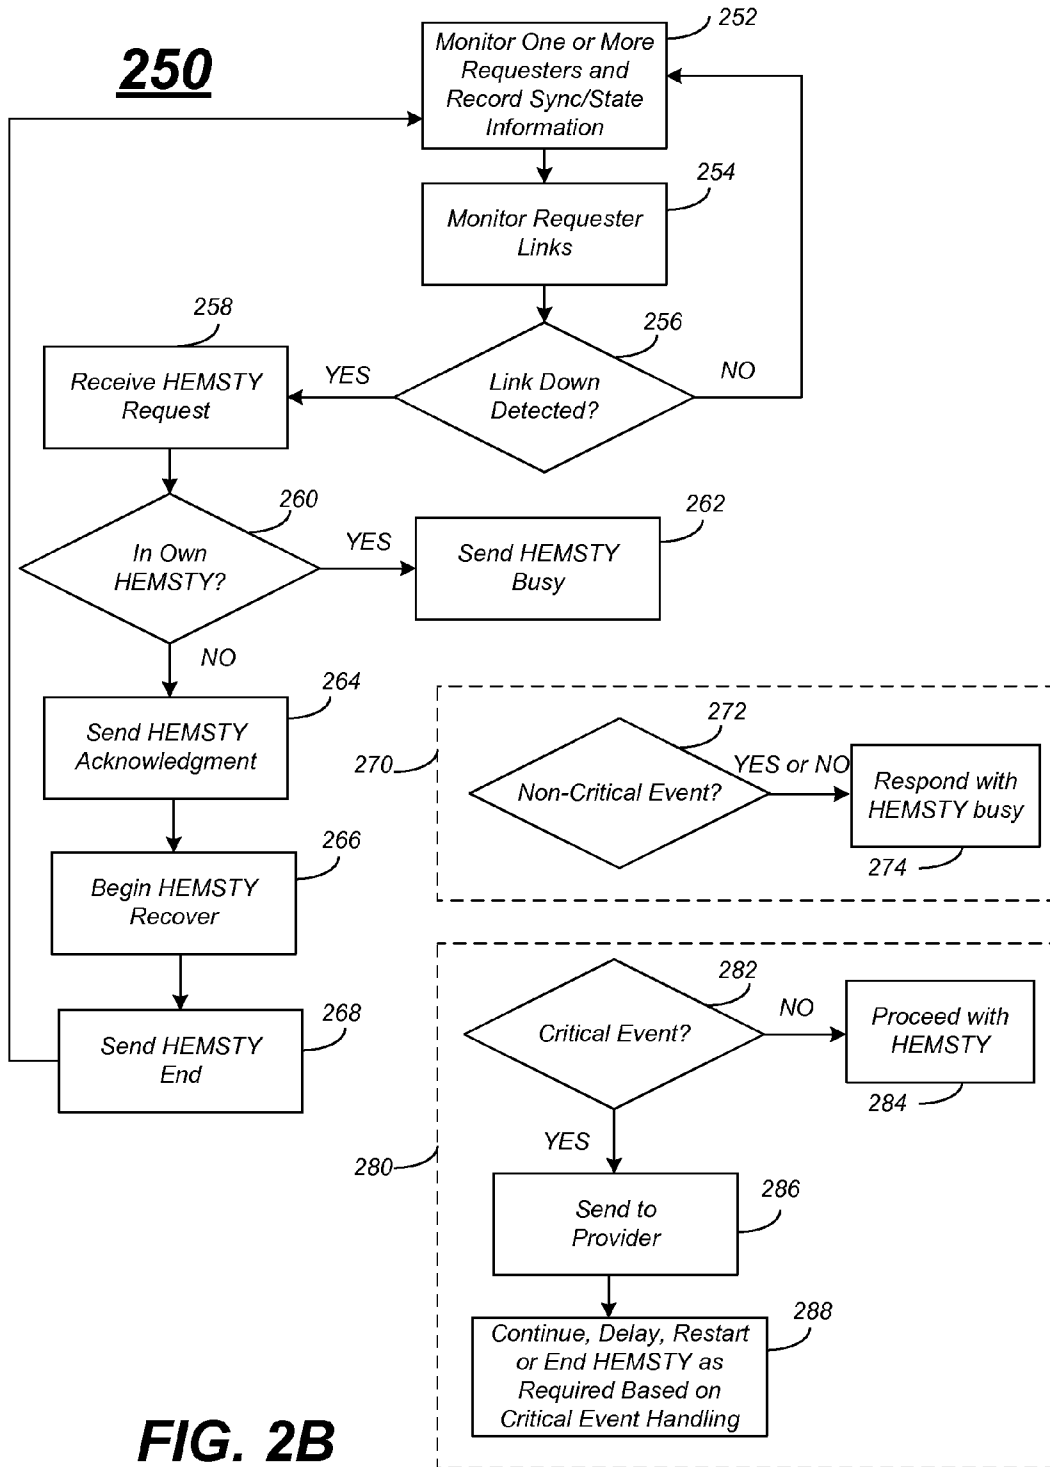 250
252
Monitor One or More
Requesters and
Record Sync/State
Information
254
Monitor Requester
Links
256
Link Down
Detected?
YES
NO
258
Receive HEMSTY
Request
260
In Own
HEMSTY?
YES
262
Send HEMSTY
Busy
NO
264
Send HEMSTY
Acknowledgment
266
Begin HEMSTY
Recover
268
Send HEMSTY
End
270
272
Non-Critical Event?
YES or NO
Respond with
HEMSTY busy
274
280
282
Critical Event?
NO
Proceed with
HEMSTY
284
YES
286
Send to
Provider
288
Continue, Delay, Restart
or End HEMSTY as
Required Based on
Critical Event Handling
FIG. 2B